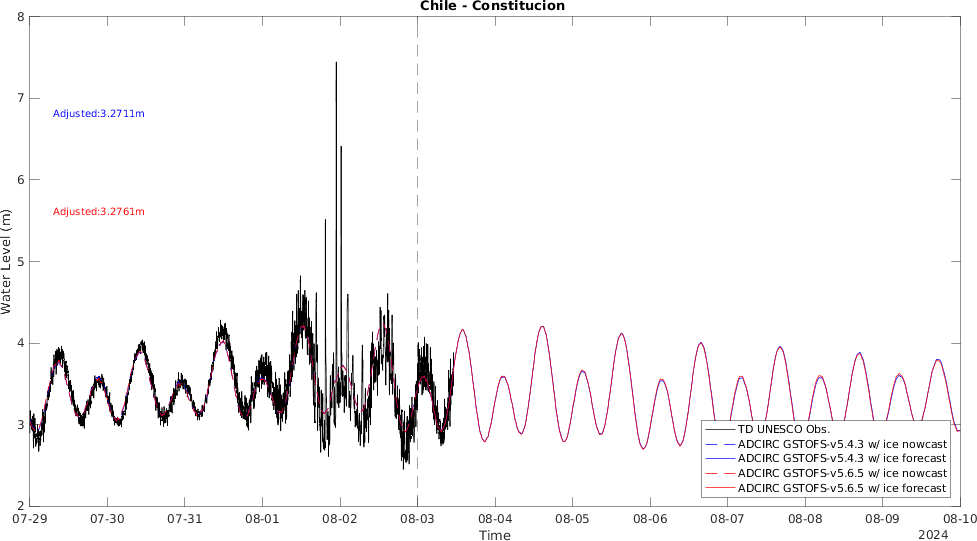 Chile - Constitucion
8
7
6
5
4
3
2
Water Level (m)
Adjusted:3.2711m
Adjusted:3.2761m
TD UNESCO Obs.
ADCIRC GSTOFS-v5.4.3 w/ ice nowcast
ADCIRC GSTOFS-v5.4.3 w/ ice forecast
ADCIRC GSTOFS-v5.6.5 w/ ice nowcast
ADCIRC GSTOFS-v5.6.5 w/ ice forecast
07-29 07-30 07-31 08-01 08-02 08-03 08-04 08-05 08-06 08-07 08-08 08-09 08-10
Time
2024